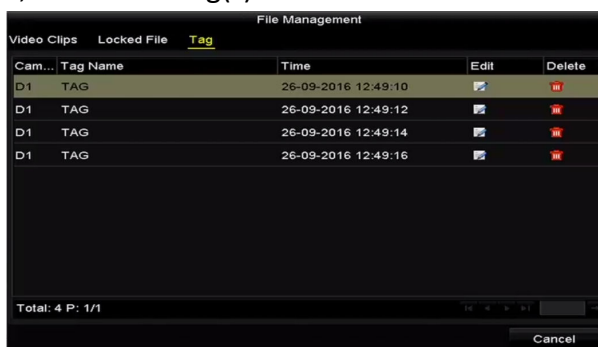 File Management
Video Clips Locked File Tag
Cam... Tag Name Time Edit Delete
D1 TAG 26-09-2016 12:49:10
D1 TAG 26-09-2016 12:49:12
D1 TAG 26-09-2016 12:49:14
D1 TAG 26-09-2016 12:49:16
Total: 4 P: 1/1
Cancel